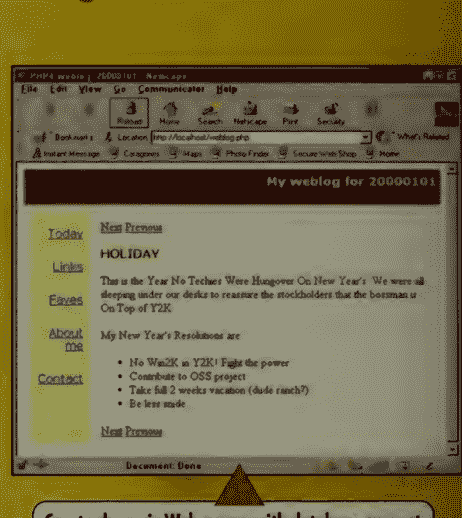 PHP4 weblog | 20000101 - Netscape
File Edit View Go Communicator Help
Reload Home Search Netscape Print Security
Bookmarks Location http://localhost/weblog.php What's Related
Instant Message Categories Maps People Finder Secure Web Shop Home
My weblog for 20000101
Today
Links
Faves
About me
Contact
Next Previous
HOLIDAY
This is the Year No Techies Were Hungover On New Year's. We were all
sleeping under our desks to reassure the stockholders that the bossman is
On Top of Y2K
My New Year's Resolutions are
No Win2K in Y2K! Fight the power
Contribute to OSS project
Take full 2 weeks vacation (dude ranch?)
Be less snide
Next Previous
Document: Done